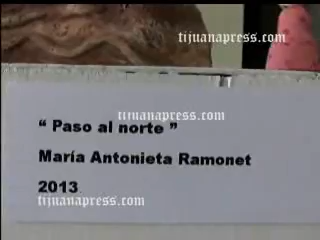 tijuanapress.com
tijuanapress.com
“ Paso al norte ”
María Antonieta Ramonet
2013
tijuanapress.com